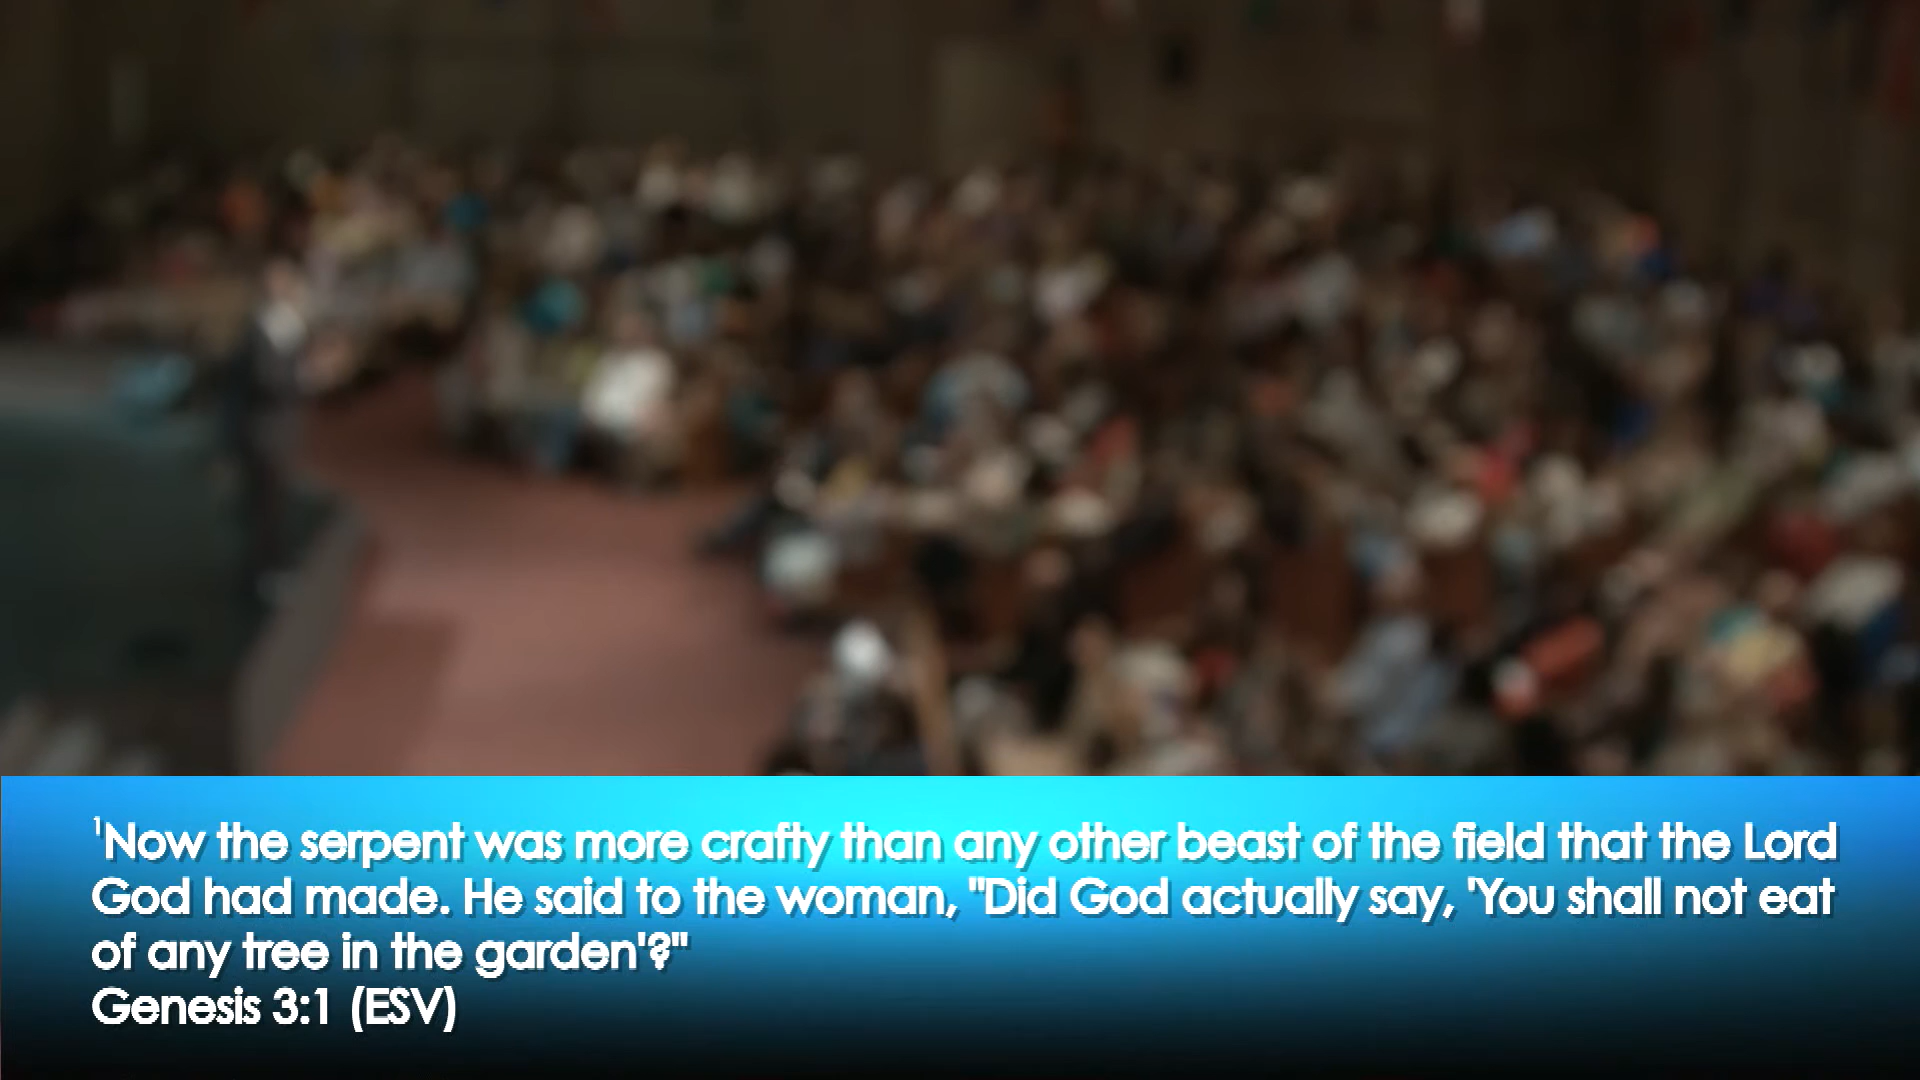 ¹Now the serpent was more crafty than any other beast of the field that the Lord
God had made. He said to the woman, "Did God actually say, 'You shall not eat
of any tree in the garden'?"
Genesis 3:1 (ESV)